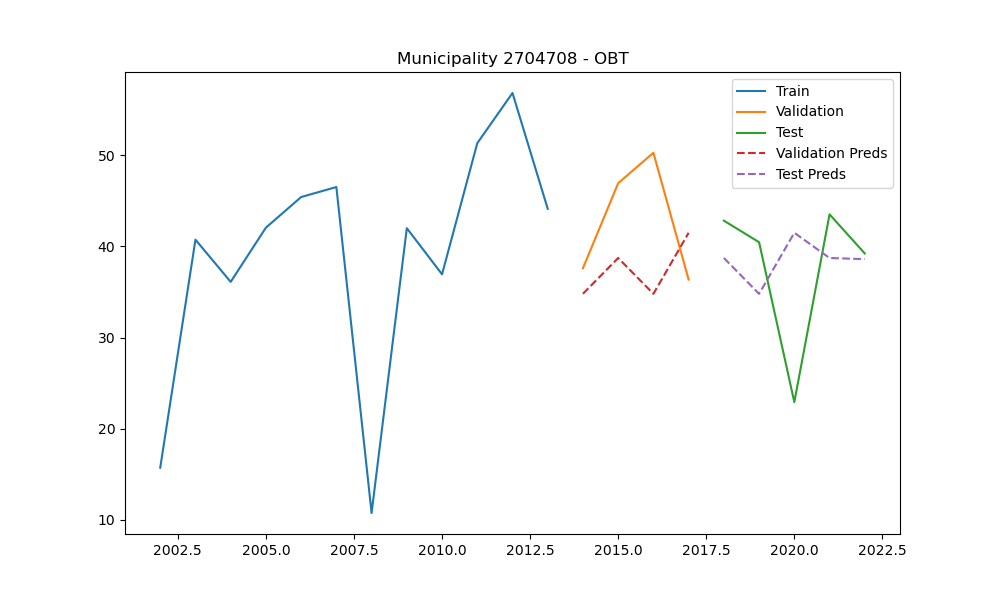 Municipality 2704708 - OBT
Train
Validation
Test
Validation Preds
Test Preds
50
40
30
20
10
2002.5 2005.0 2007.5 2010.0 2012.5 2015.0 2017.5 2020.0 2022.5